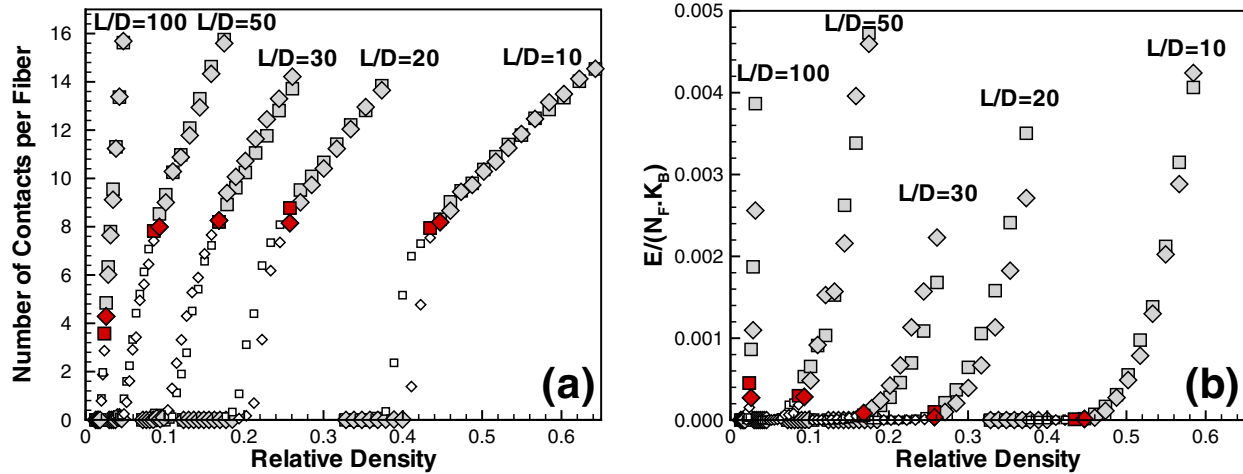 L/D=100 L/D=50
L/D=30 L/D=20 L/D=10
Number of Contacts per Fiber
16
14
12
10
8
6
4
2
0
0 0.1 0.2 0.3 0.4 0.5 0.6
Relative Density
(a)
0.005
0.004
0.003
0.002
0.001
0.000
E/(N_F.K_B)
L/D=50
L/D=10
L/D=100
L/D=20
L/D=30
0 0.1 0.2 0.3 0.4 0.5 0.6
Relative Density
(b)